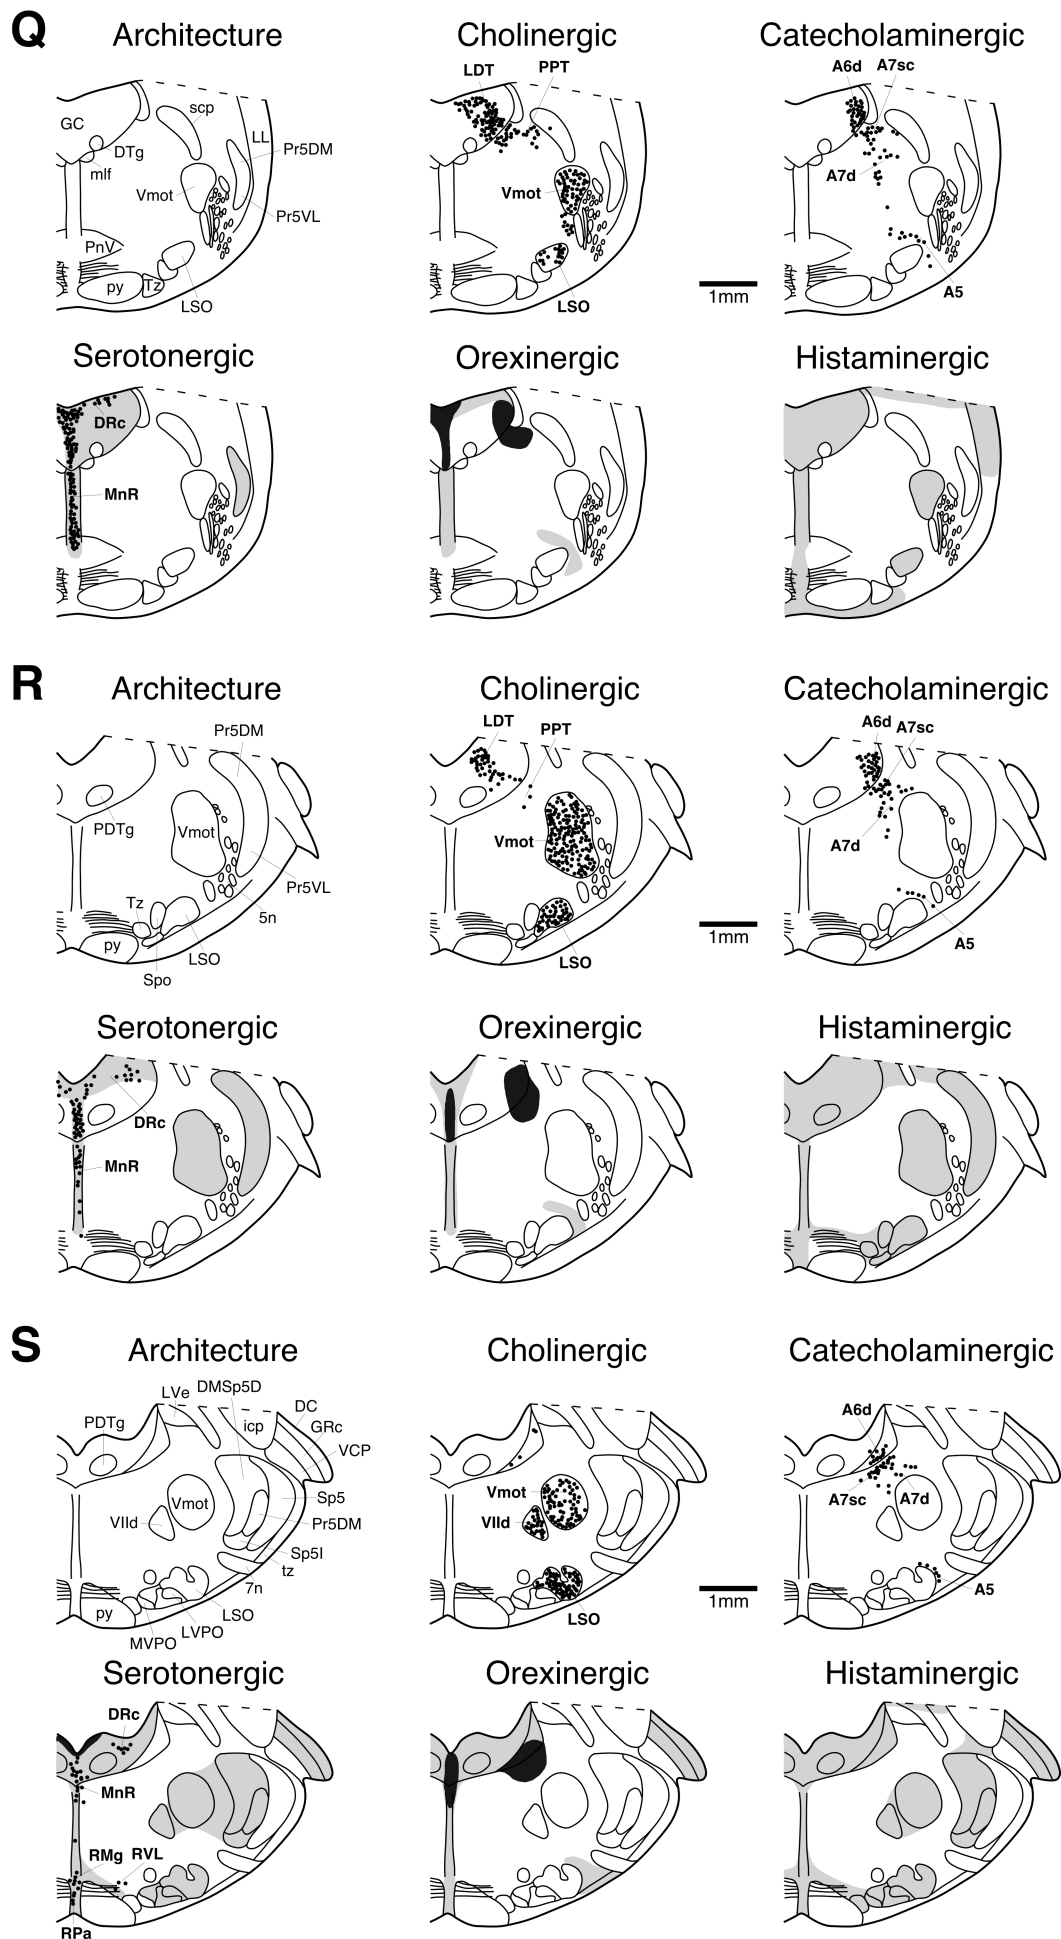 Q
Architecture Cholinergic Catecholaminergic
LDT PPT A6d A7sc
scp
GC LL
DTg Pr5DM
mlf A7d
Vmot Vmot
Pr5VL
PnV
py Tz 1mm A5
LSO LSO
Serotonergic Orexinergic Histaminergic
DRc
MnR
R
Architecture Cholinergic Catecholaminergic
Pr5DM LDT PPT A6d A7sc
PDTg Vmot Vmot A7d
Pr5VL
Tz 5n
py 1mm A5
LSO LSO
Spo
Serotonergic Orexinergic Histaminergic
DRc
MnR
S
Architecture Cholinergic Catecholaminergic
LVe DMSp5D
DC A6d
PDTg icp GRc
VCP
Vmot Vmot A7sc A7d
Sp5
VIId Pr5DM VIId
Sp5I
tz
7n 1mm A5
py LSO LSO
MVPO LVPO
Serotonergic Orexinergic Histaminergic
DRc
MnR
RMg RVL
RPa